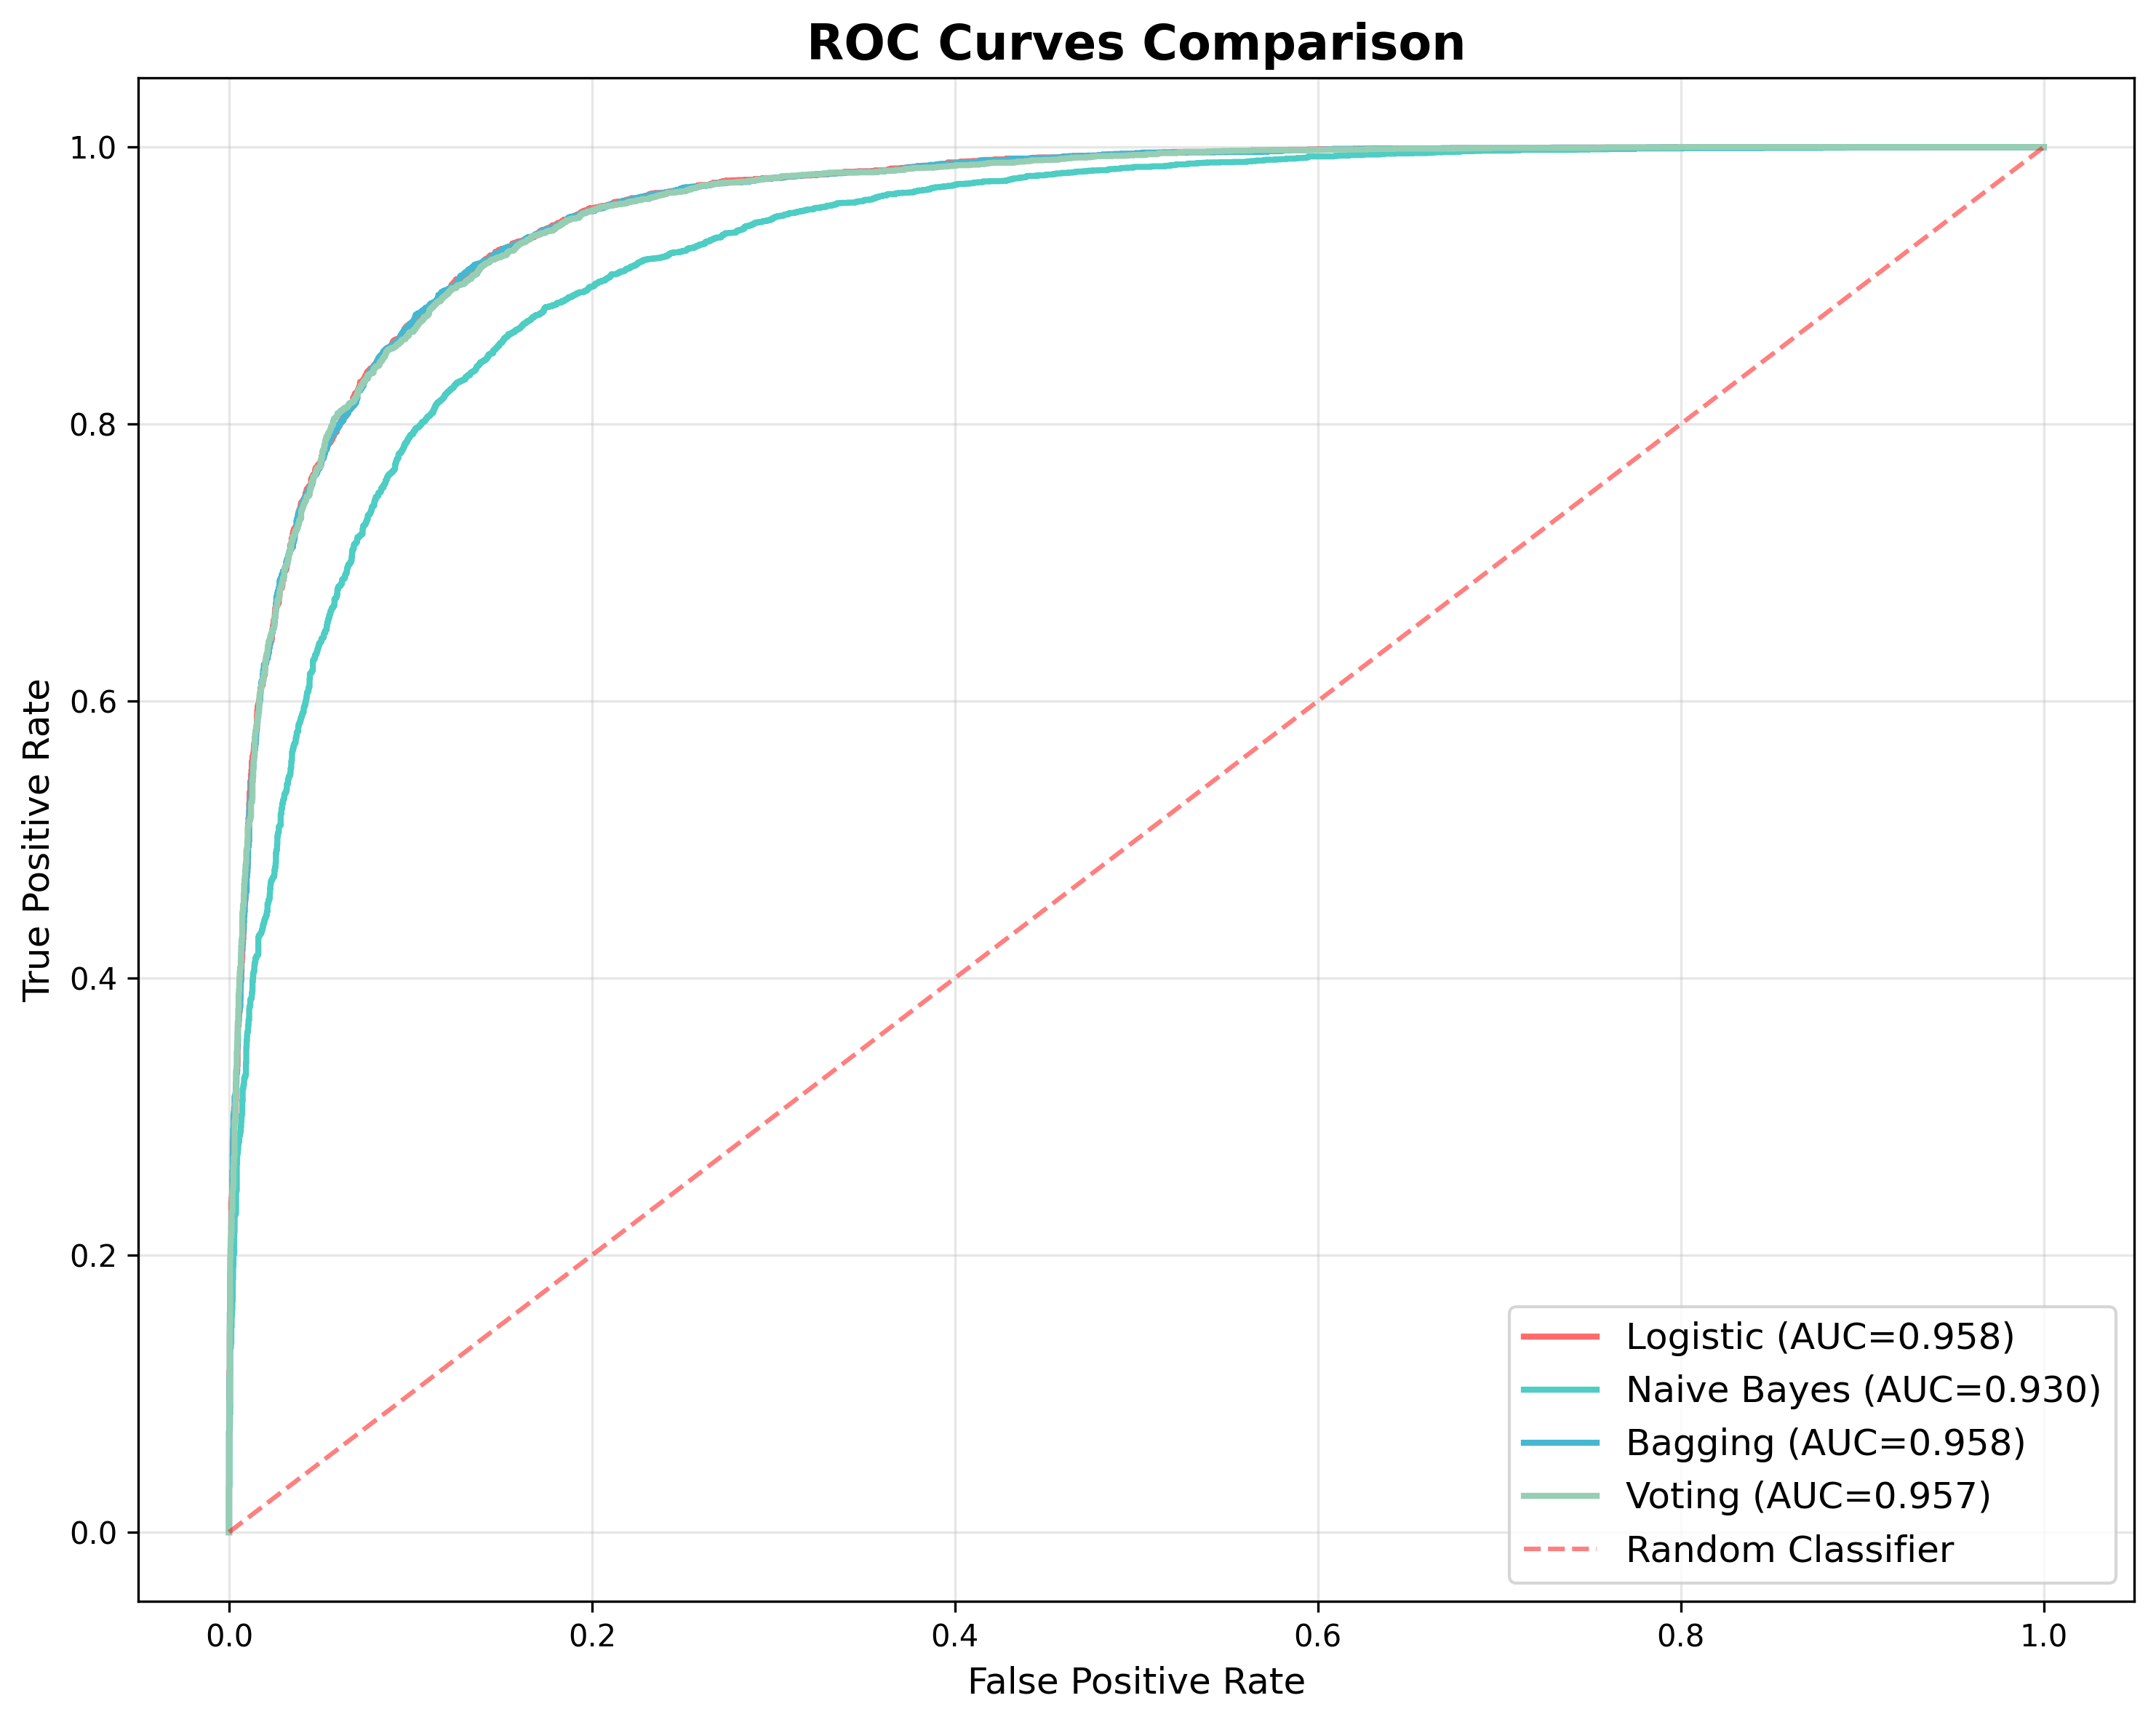 ROC Curves Comparison
True Positive Rate
1.0
0.8
0.6
0.4
0.2
0.0
0.0 0.2 0.4 0.6 0.8 1.0
False Positive Rate
Logistic (AUC=0.958)
Naive Bayes (AUC=0.930)
Bagging (AUC=0.958)
Voting (AUC=0.957)
Random Classifier